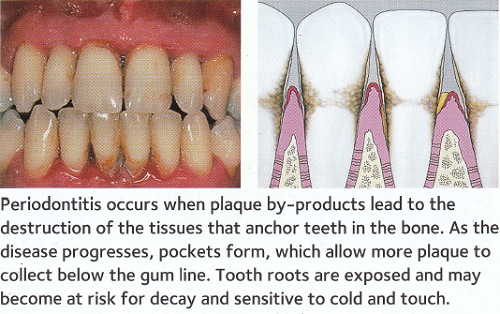 Periodontitis occurs when plaque by-products lead to the
destruction of the tissues that anchor teeth in the bone. As the
disease progresses, pockets form, which allow more plaque to
collect below the gum line. Tooth roots are exposed and may
become at risk for decay and sensitive to cold and touch.